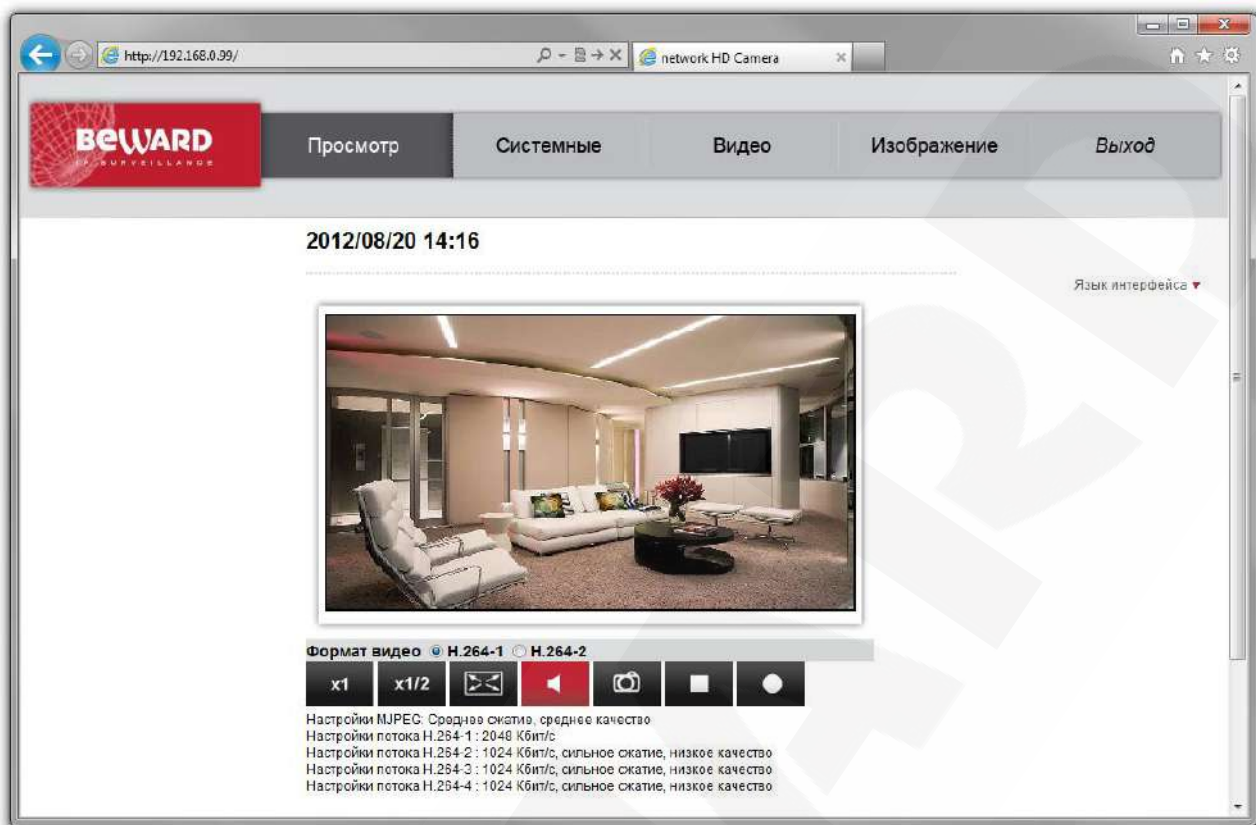 http://192.168.0.99/
network HD Camera
BEWARD
IP SURVEILLANCE
Просмотр
Системные
Видео
Изображение
Выход
2012/08/20 14:16
Язык интерфейса
Формат видео H.264-1 H.264-2
x1 x1/2
Настройки MJPEG: Среднее сжатие, среднее качество
Настройки потока H.264-1 : 2048 Кбит/с
Настройки потока H.264-2 : 1024 Кбит/с, сильное сжатие, низкое качество
Настройки потока H.264-3 : 1024 Кбит/с, сильное сжатие, низкое качество
Настройки потока H.264-4 : 1024 Кбит/с, сильное сжатие, низкое качество